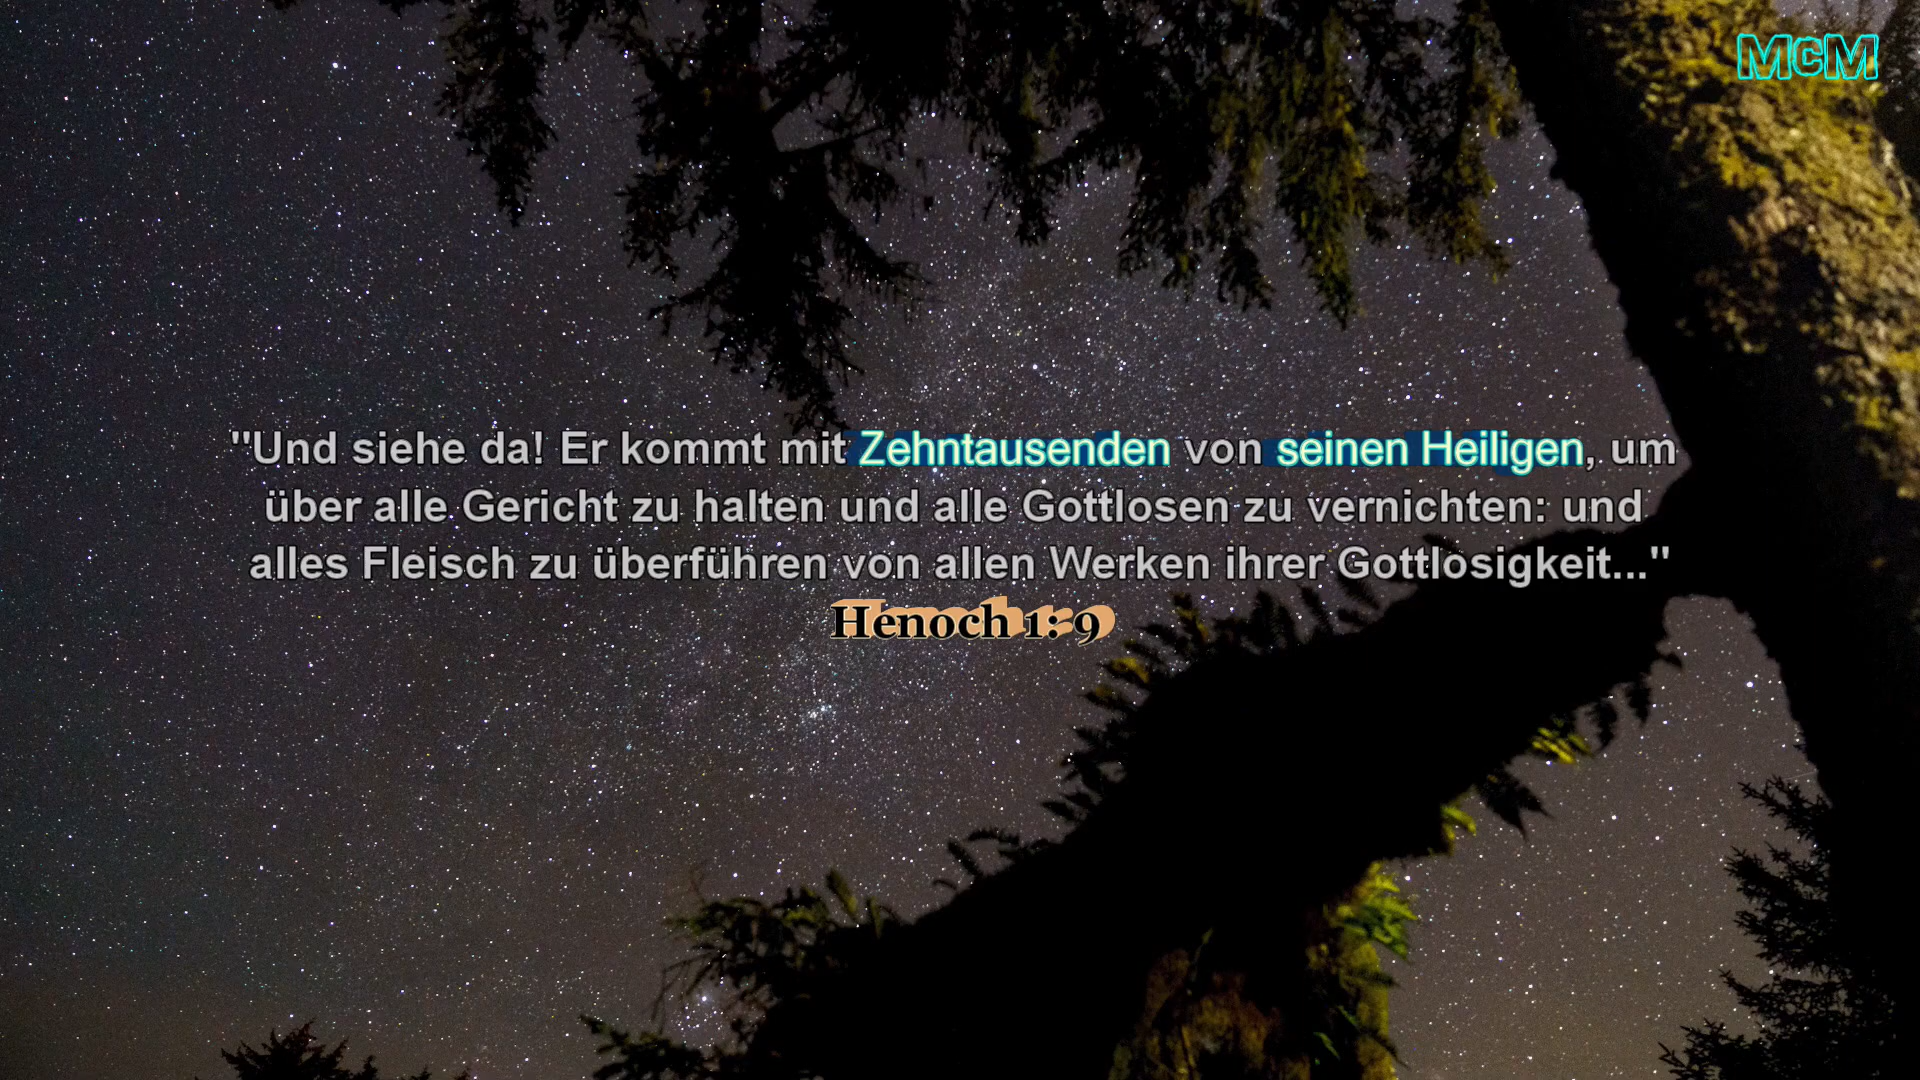 McM
"Und siehe da! Er kommt mit Zehntausenden von seinen Heiligen, um
über alle Gericht zu halten und alle Gottlosen zu vernichten: und
alles Fleisch zu überführen von allen Werken ihrer Gottlosigkeit..."
Henoch 1: 9